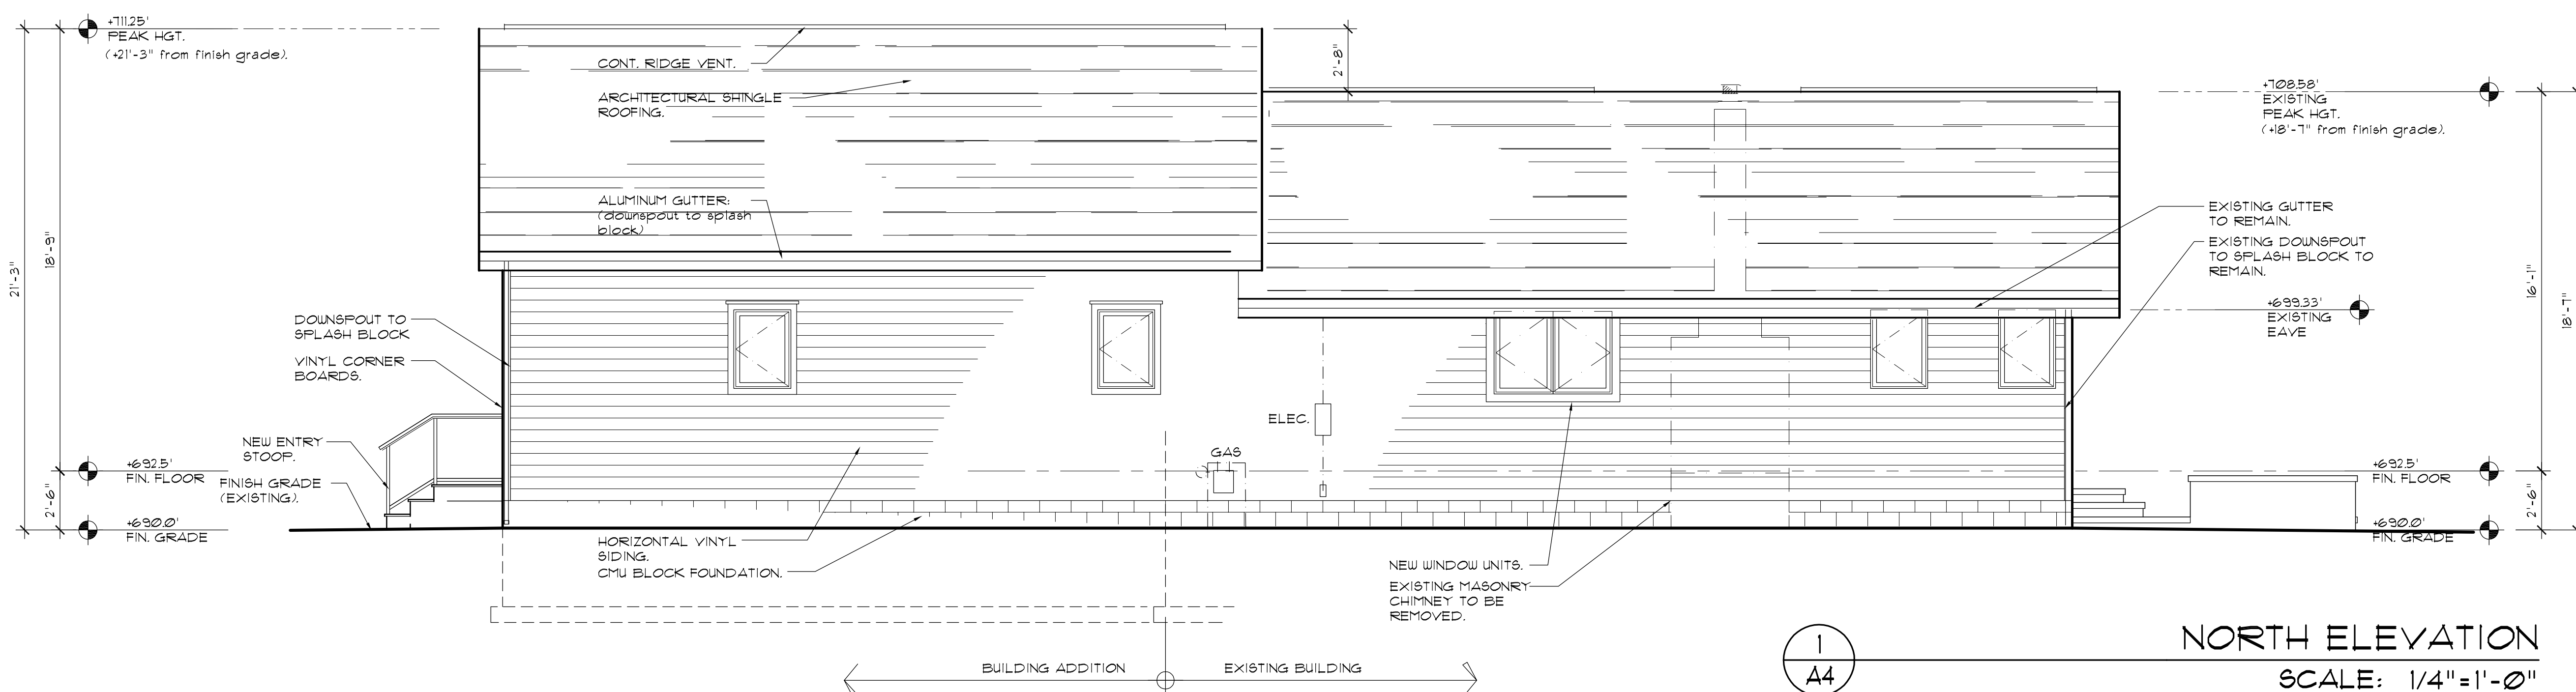 +711.25'
PEAK HGT.
(+21'-3" from finish grade).
21'-3"
18'-9"
2'-6"
CONT. RIDGE VENT.
ARCHITECTURAL SHINGLE
ROOFING.
ALUMINUM GUTTER:
(downspout to splash
block)
2'-8"
+708.58'
EXISTING
PEAK HGT.
(+18'-7" from finish grade).
EXISTING GUTTER
TO REMAIN.
EXISTING DOWNSPOUT
TO SPLASH BLOCK TO
REMAIN.
+699.33'
EXISTING
EAVE
16'-1"
18'-7"
2'-6"
DOWNSPOUT TO
SPLASH BLOCK
VINYL CORNER
BOARDS.
NEW ENTRY
STOOP.
FINISH GRADE
(EXISTING).
+692.5'
FIN. FLOOR
+690.0'
FIN. GRADE
ELEC.
GAS
+692.5'
FIN. FLOOR
+690.0'
FIN. GRADE
HORIZONTAL VINYL
SIDING.
CMU BLOCK FOUNDATION.
NEW WINDOW UNITS.
EXISTING MASONRY
CHIMNEY TO BE
REMOVED.
BUILDING ADDITION
EXISTING BUILDING
1
A4
NORTH ELEVATION
SCALE: 1/4"=1'-0"